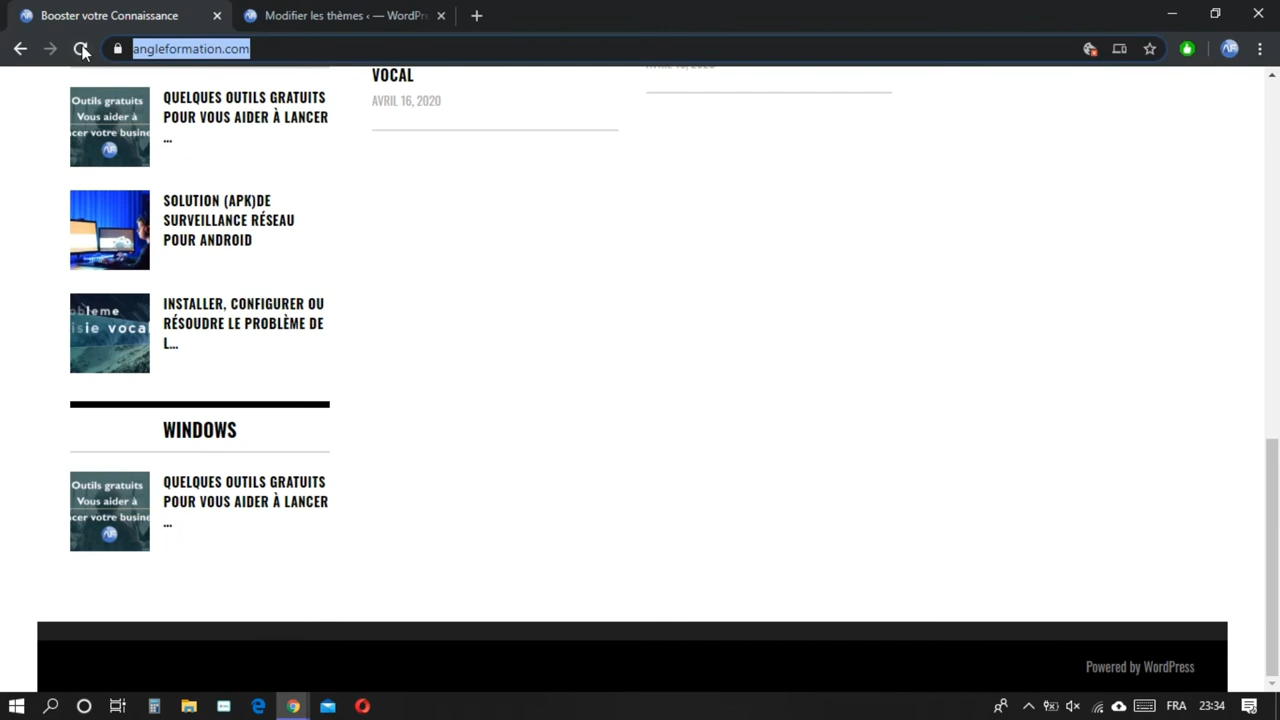 Booster votre Connaissance
Modifier les thèmes ‹ — WordPr
angleformation.com
Outils gratuits
Vous aider à
cer votre busine
QUELQUES OUTILS GRATUITS
POUR VOUS AIDER À LANCER
...
SOLUTION (APK)DE
SURVEILLANCE RÉSEAU
POUR ANDROID
oblème
isie vocal
INSTALLER, CONFIGURER OU
RÉSOUDRE LE PROBLÈME DE
L...
WINDOWS
Outils gratuits
Vous aider à
cer votre busine
QUELQUES OUTILS GRATUITS
POUR VOUS AIDER À LANCER
...
VOCAL
AVRIL 16, 2020
Powered by WordPress
FRA
23:34